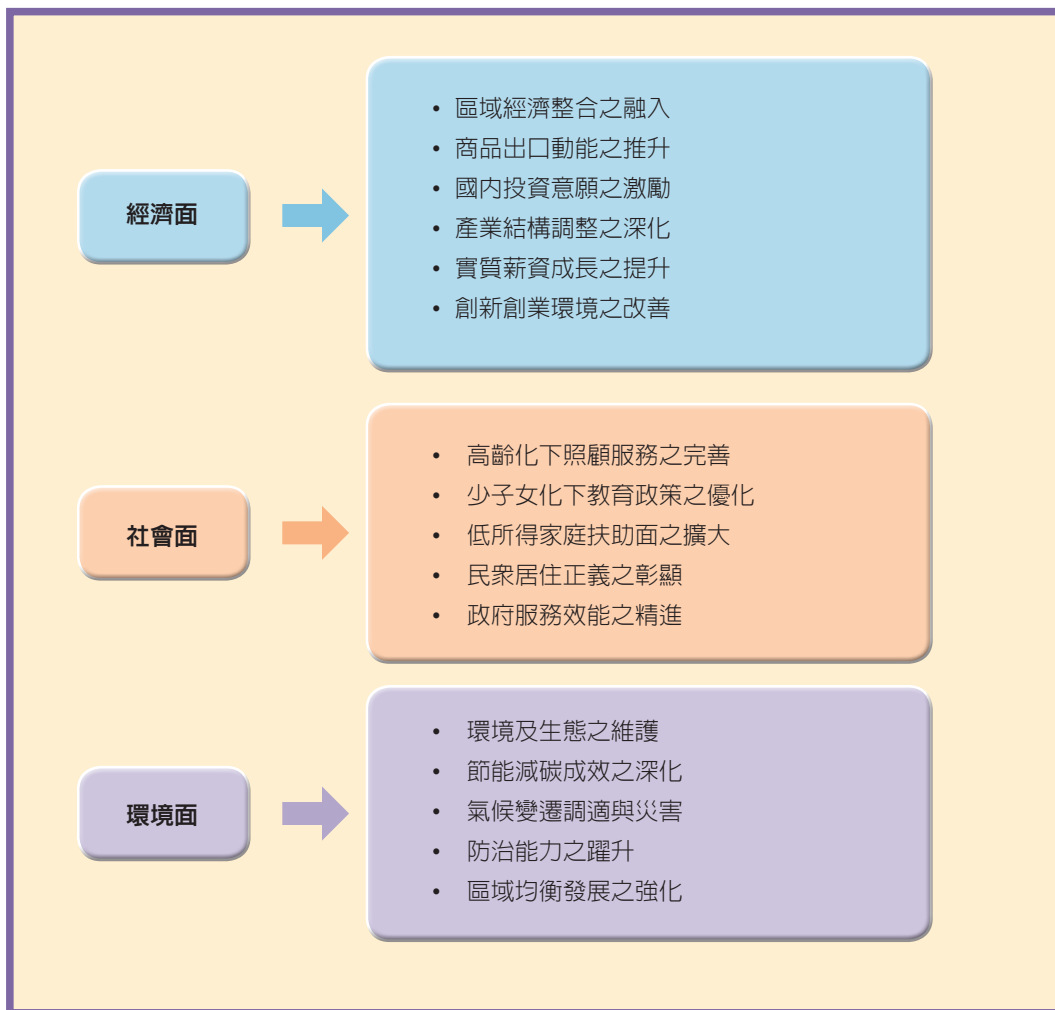 經濟面
• 區域經濟整合之融入
• 商品出口動能之推升
• 國內投資意願之激勵
• 產業結構調整之深化
• 實質薪資成長之提升
• 創新創業環境之改善
社會面
• 高齡化下照顧服務之完善
• 少子女化下教育政策之優化
• 低所得家庭扶助面之擴大
• 民眾居住正義之彰顯
• 政府服務效能之精進
環境面
• 環境及生態之維護
• 節能減碳成效之深化
• 氣候變遷調適與災害
• 防治能力之躍升
• 區域均衡發展之強化